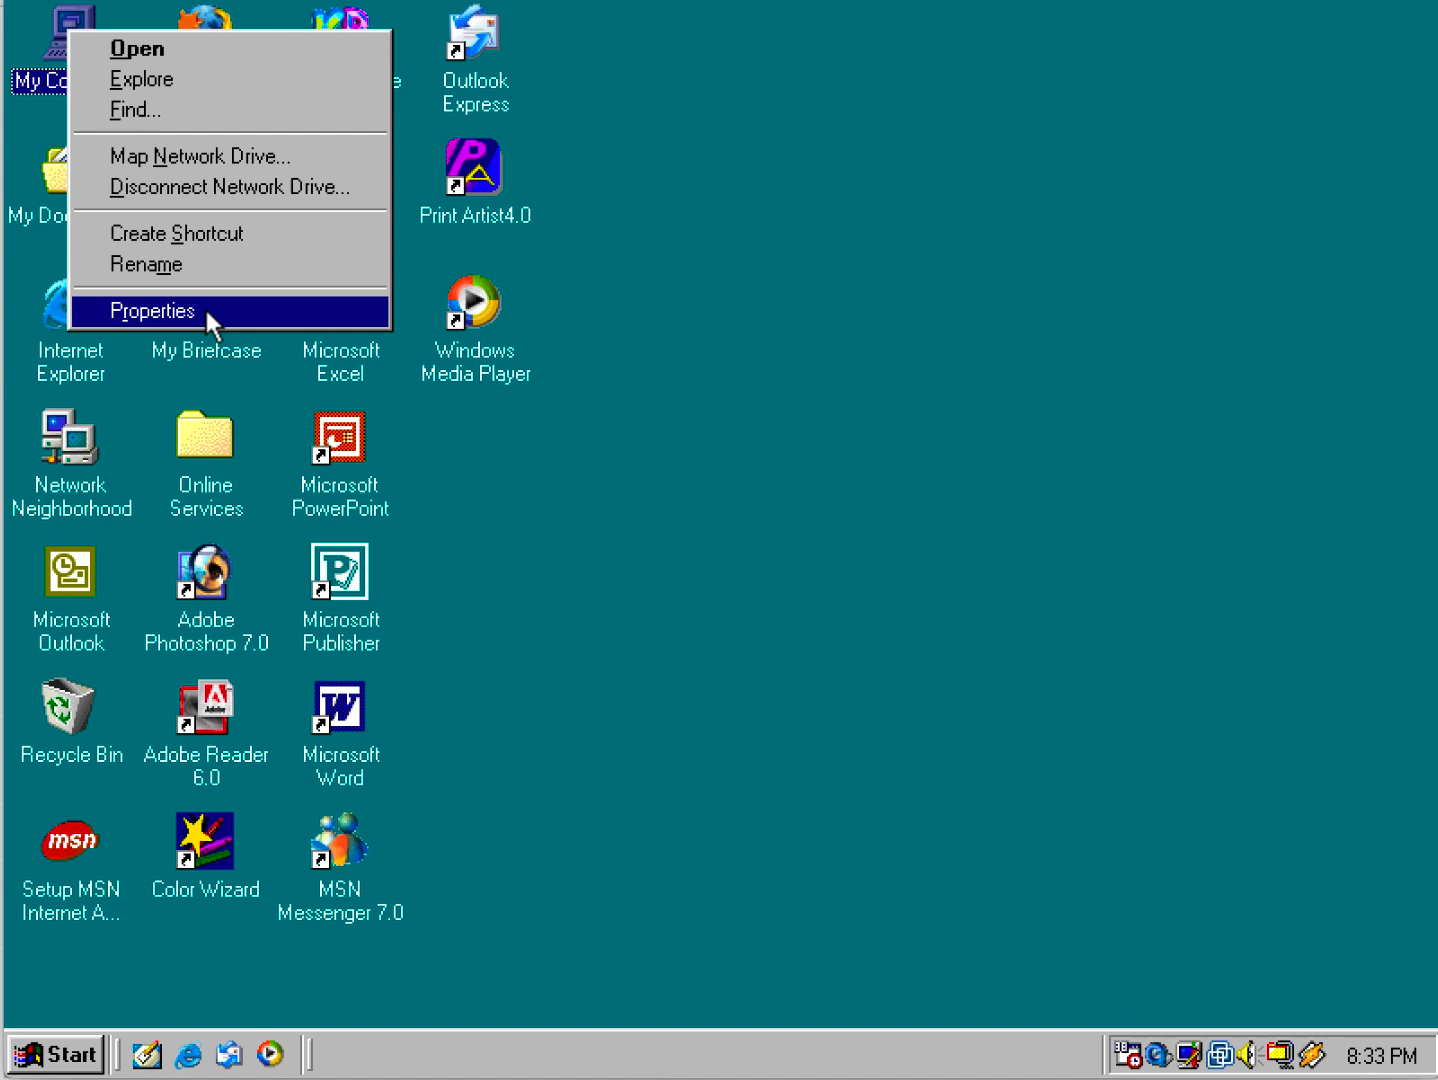 My Co
Open
Explore
Find...
Map Network Drive...
Disconnect Network Drive...
Create Shortcut
Rename
Properties
e
Outlook
Express
My Do
Print Artist4.0
Internet
Explorer
My Briefcase
Microsoft
Excel
Windows
Media Player
Network
Neighborhood
Online
Services
Microsoft
PowerPoint
Microsoft
Outlook
Adobe
Photoshop 7.0
Microsoft
Publisher
Recycle Bin
Adobe Reader
6.0
Microsoft
Word
msn
Setup MSN
Internet A...
Color Wizard
MSN
Messenger 7.0
Start
8:33 PM